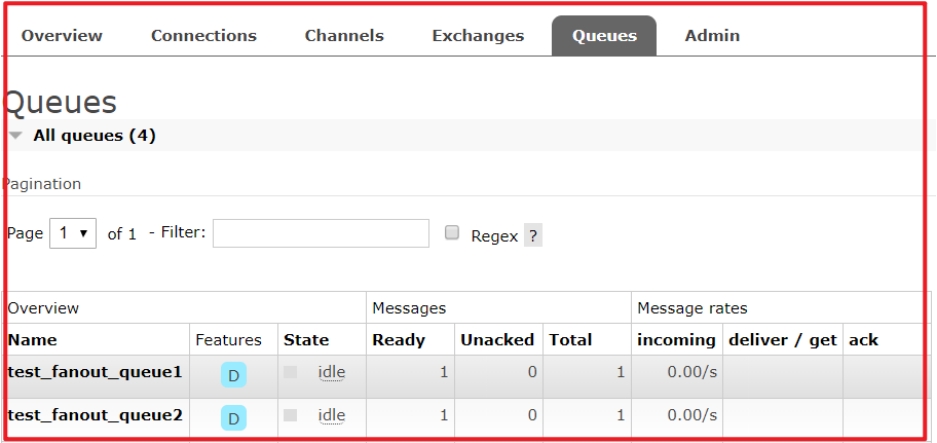 Overview Connections Channels Exchanges Queues Admin
Queues
All queues (4)
Pagination
Page 1 of 1 - Filter: Regex ?
Overview Messages Message rates
Name Features State Ready Unacked Total incoming deliver / get ack
test_fanout_queue1 D idle 1 0 1 0.00/s
test_fanout_queue2 D idle 1 0 1 0.00/s